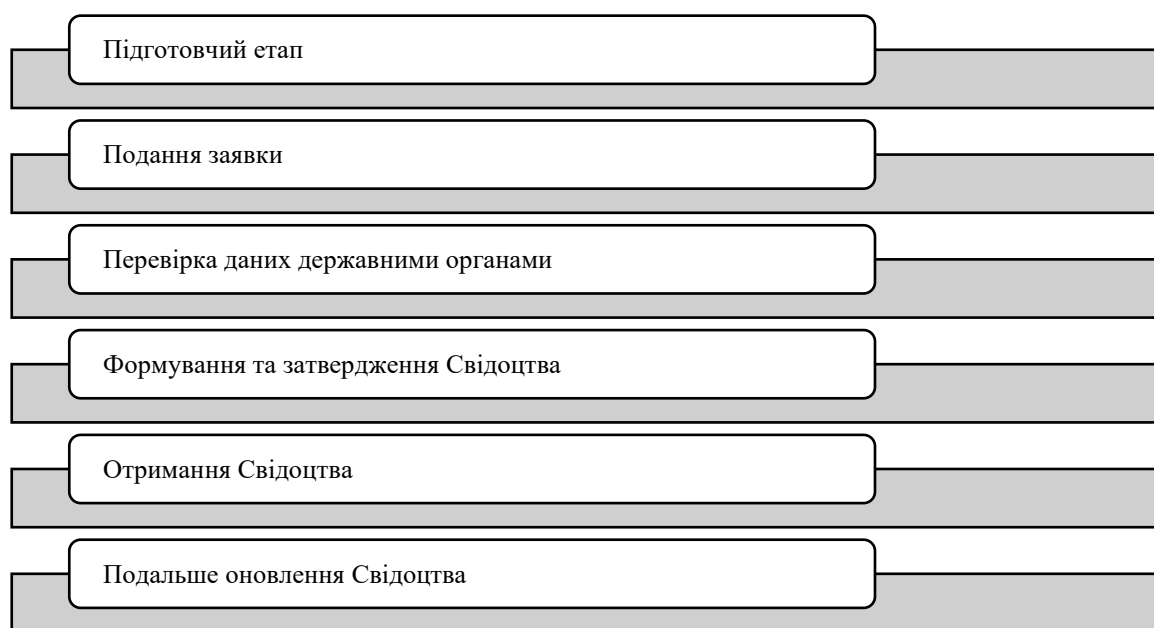 Підготовчий етап
Подання заявки
Перевірка даних державними органами
Формування та затвердження Свідоцтва
Отримання Свідоцтва
Подальше оновлення Свідоцтва